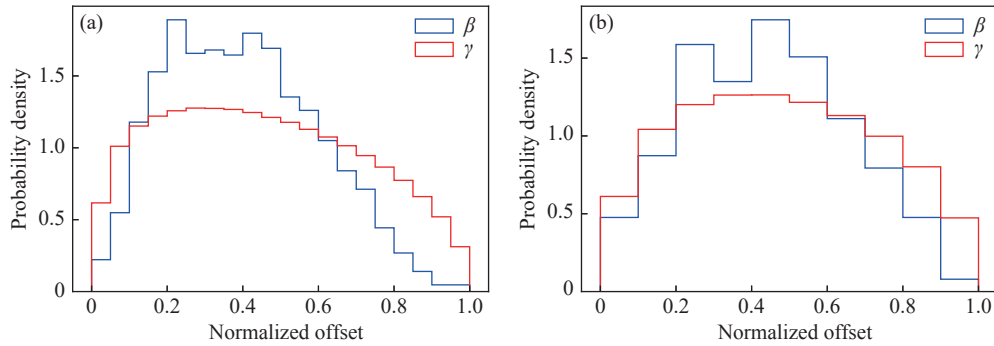 (a)
β
γ
Probability density
1.5
1.0
0.5
0
0 0.2 0.4 0.6 0.8 1.0
Normalized offset
(b)
β
γ
Probability density
1.5
1.0
0.5
0
0 0.2 0.4 0.6 0.8 1.0
Normalized offset